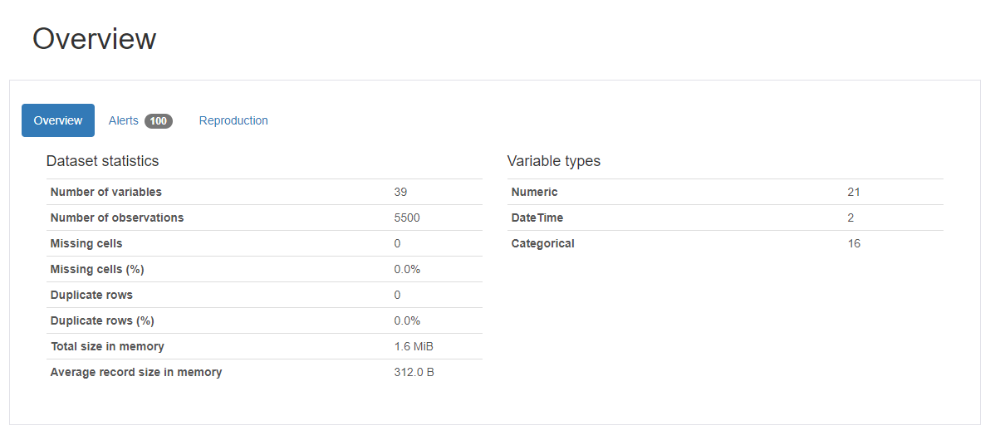 Overview
Overview Alerts 100 Reproduction
Dataset statistics
Number of variables 39
Number of observations 5500
Missing cells 0
Missing cells (%) 0.0%
Duplicate rows 0
Duplicate rows (%) 0.0%
Total size in memory 1.6 MiB
Average record size in memory 312.0 B
Variable types
Numeric 21
DateTime 2
Categorical 16